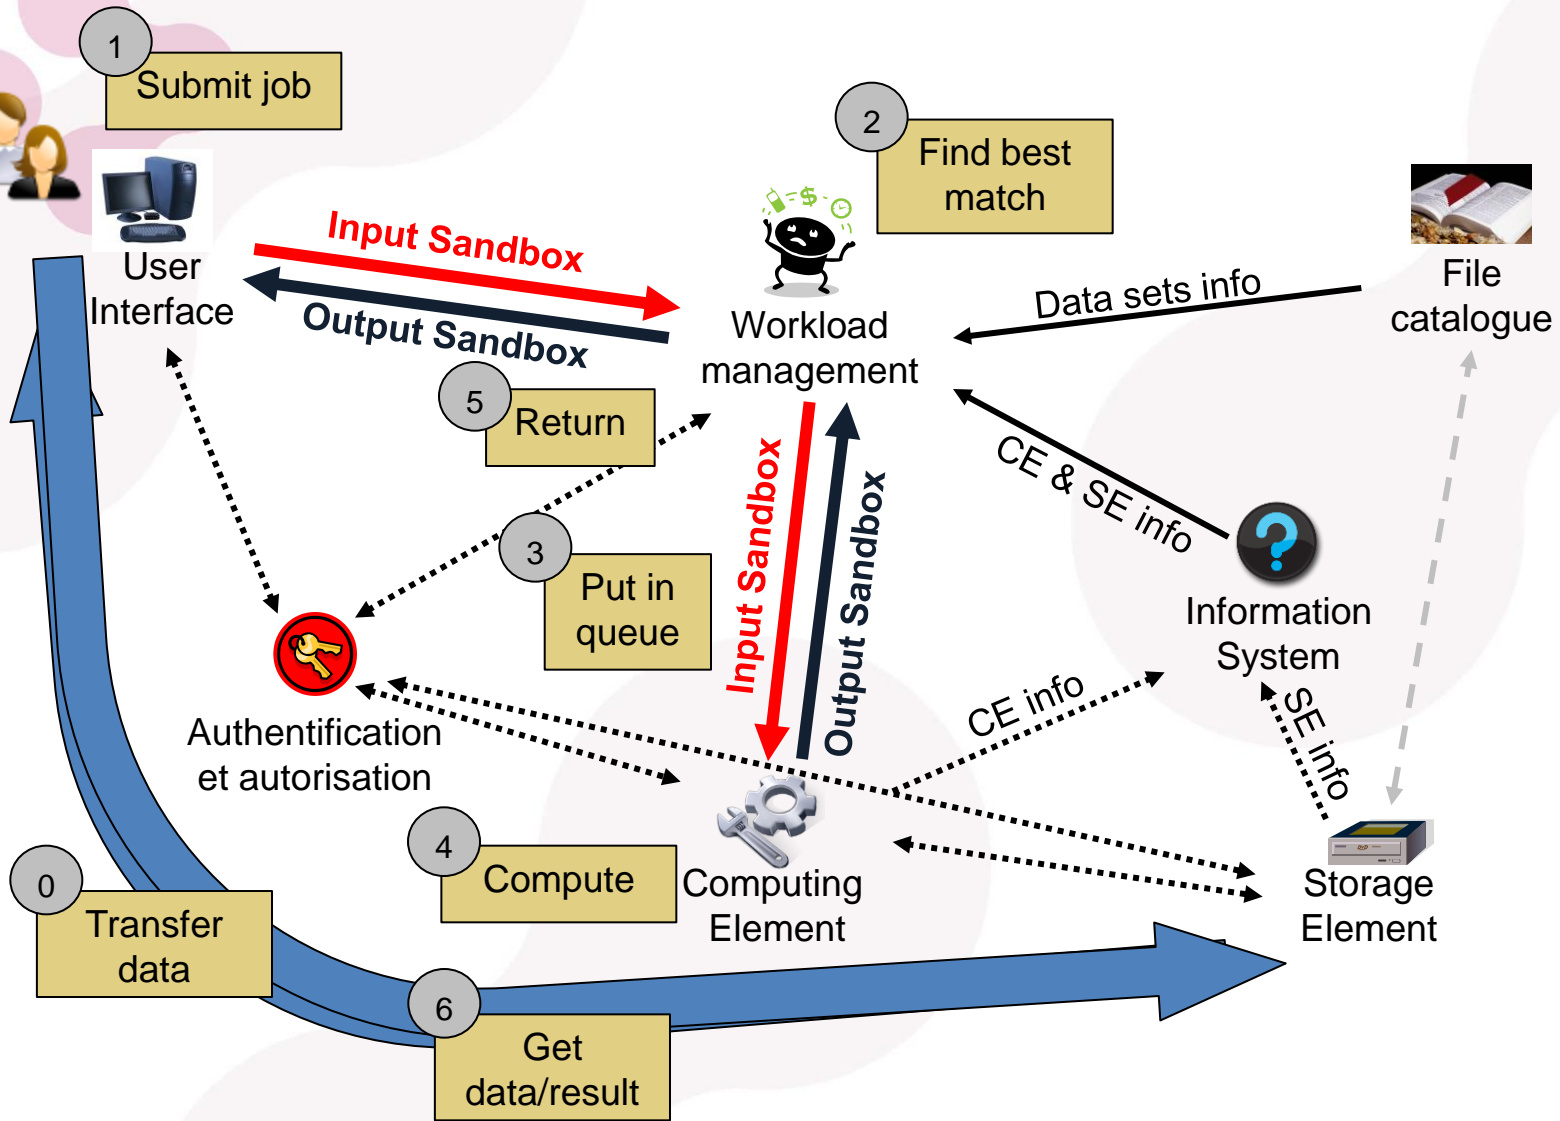 1
Submit job
2
Find best
match
User
Interface
Input Sandbox
Output Sandbox
Workload
management
Data sets info
File
catalogue
5
Return
CE & SE info
3
Put in
queue
Input Sandbox
Output Sandbox
Information
System
Authentification
et autorisation
CE info
SE info
4
Compute
Computing
Element
Storage
Element
0
Transfer
data
6
Get
data/result